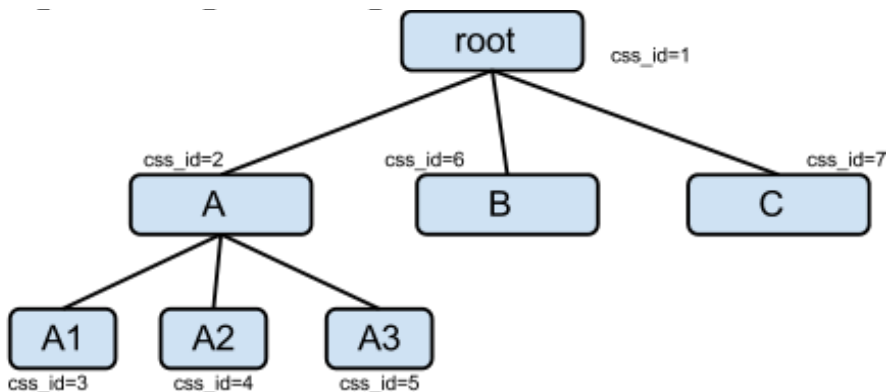 root
css_id=1
css_id=2
css_id=6
css_id=7
A
B
C
A1
A2
A3
css_id=3
css_id=4
css_id=5